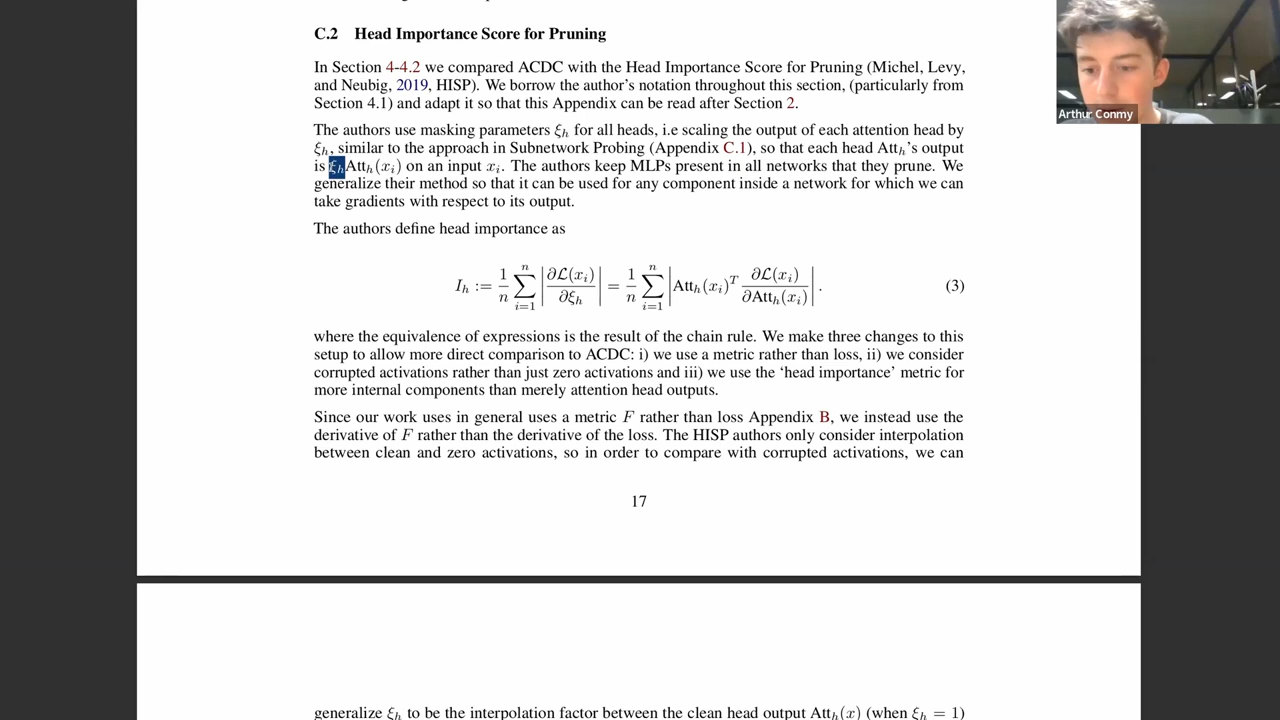 C.2 Head Importance Score for Pruning
In Section 4-4.2 we compared ACDC with the Head Importance Score for Pruning (Michel, Levy,
and Neubig, 2019, HISP). We borrow the author's notation throughout this section, (particularly from
Section 4.1) and adapt it so that this Appendix can be read after Section 2.
The authors use masking parameters ξ_h for all heads, i.e scaling the output of each attention head by
ξ_h, similar to the approach in Subnetwork Probing (Appendix C.1), so that each head Att_h's output
is ξ_h Att_h(x_i) on an input x_i. The authors keep MLPs present in all networks that they prune. We
generalize their method so that it can be used for any component inside a network for which we can
take gradients with respect to its output.
The authors define head importance as
I_h := 1/n ∑_{i=1}^{n} |∂ℒ(x_i)/∂ξ_h| = 1/n ∑_{i=1}^{n} |Att_h(x_i)^T ∂ℒ(x_i)/∂Att_h(x_i)|. (3)
where the equivalence of expressions is the result of the chain rule. We make three changes to this
setup to allow more direct comparison to ACDC: i) we use a metric rather than loss, ii) we consider
corrupted activations rather than just zero activations and iii) we use the 'head importance' metric for
more internal components than merely attention head outputs.
Since our work uses in general uses a metric F rather than loss Appendix B, we instead use the
derivative of F rather than the derivative of the loss. The HISP authors only consider interpolation
between clean and zero activations, so in order to compare with corrupted activations, we can
17
generalize ξ_h to be the interpolation factor between the clean head output Att_h(x) (when ξ_h = 1)
Arthur Conmy